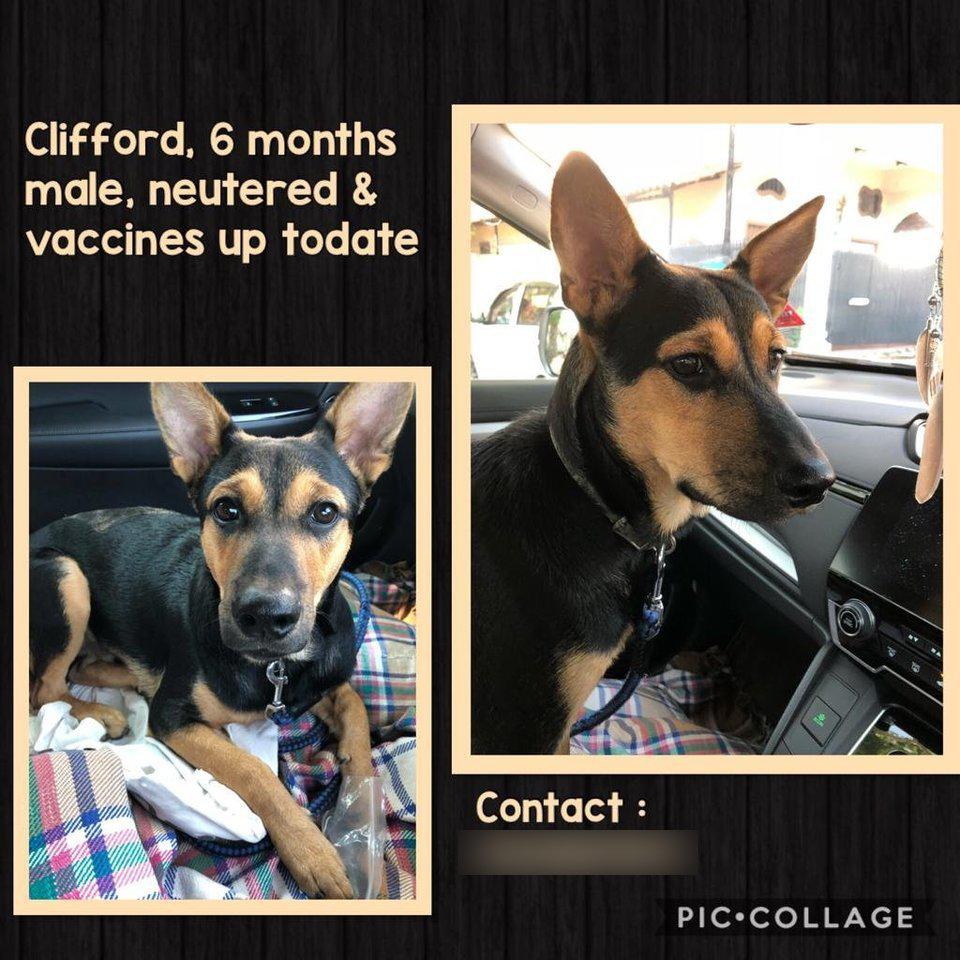 Clifford, 6 months
male, neutered &
vaccines up todate
Contact :
PIC•COLLAGE